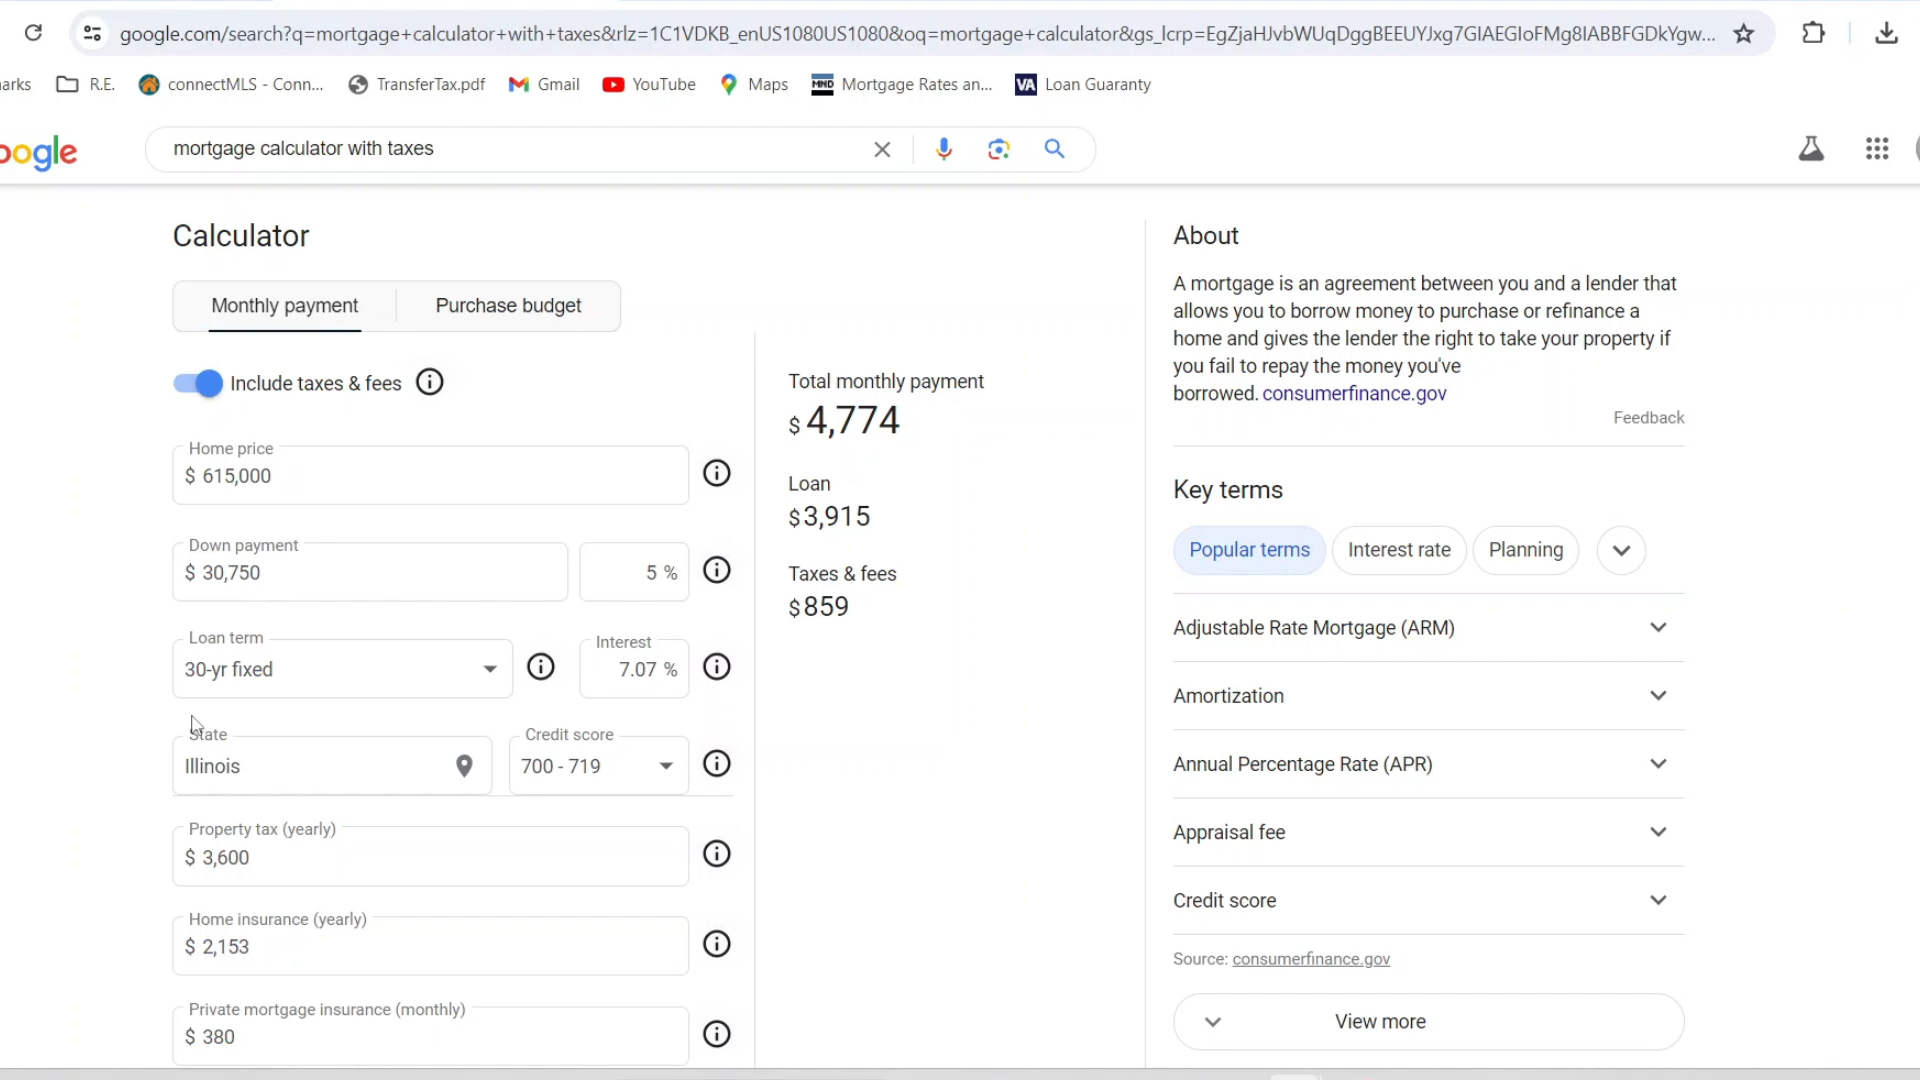 google.com/search?q=mortgage+calculator+with+taxes&rlz=1C1VDKB_enUS1080US1080&oq=mortgage+calculator&gs_lcrp=EgZjaHJvbWUqDggBEEUYJxg7GIAEGIoFMg8IABBFGDkYgw...
arks R.E. connectMLS - Conn... TransferTax.pdf Gmail YouTube Maps MND Mortgage Rates an... VA Loan Guaranty
oogle mortgage calculator with taxes
Calculator
Monthly payment Purchase budget
Include taxes & fees
Home price
$ 615,000
Down payment
$ 30,750 5 %
Loan term Interest
30-yr fixed 7.07 %
State Credit score
Illinois 700 - 719
Property tax (yearly)
$ 3,600
Home insurance (yearly)
$ 2,153
Private mortgage insurance (monthly)
$ 380
Total monthly payment
$ 4,774
Loan
$3,915
Taxes & fees
$859
About
A mortgage is an agreement between you and a lender that
allows you to borrow money to purchase or refinance a
home and gives the lender the right to take your property if
you fail to repay the money you've
borrowed. consumerfinance.gov
Feedback
Key terms
Popular terms Interest rate Planning
Adjustable Rate Mortgage (ARM)
Amortization
Annual Percentage Rate (APR)
Appraisal fee
Credit score
Source: consumerfinance.gov
View more